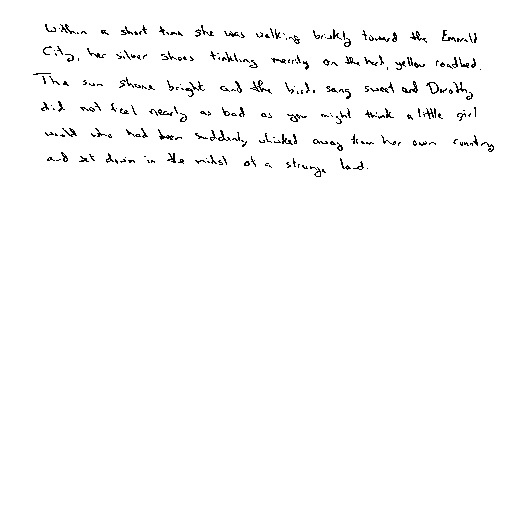 Within a short time she was walking briskly toward the Emerald
City, her silver shoes tinkling merrily on the hard, yellow roadbed.
The sun shone bright and the birds sang sweet and Dorothy
did not feel nearly as bad as you might think a little girl
would who had been suddenly whisked away from her own country
and set down in the midst of a strange land.